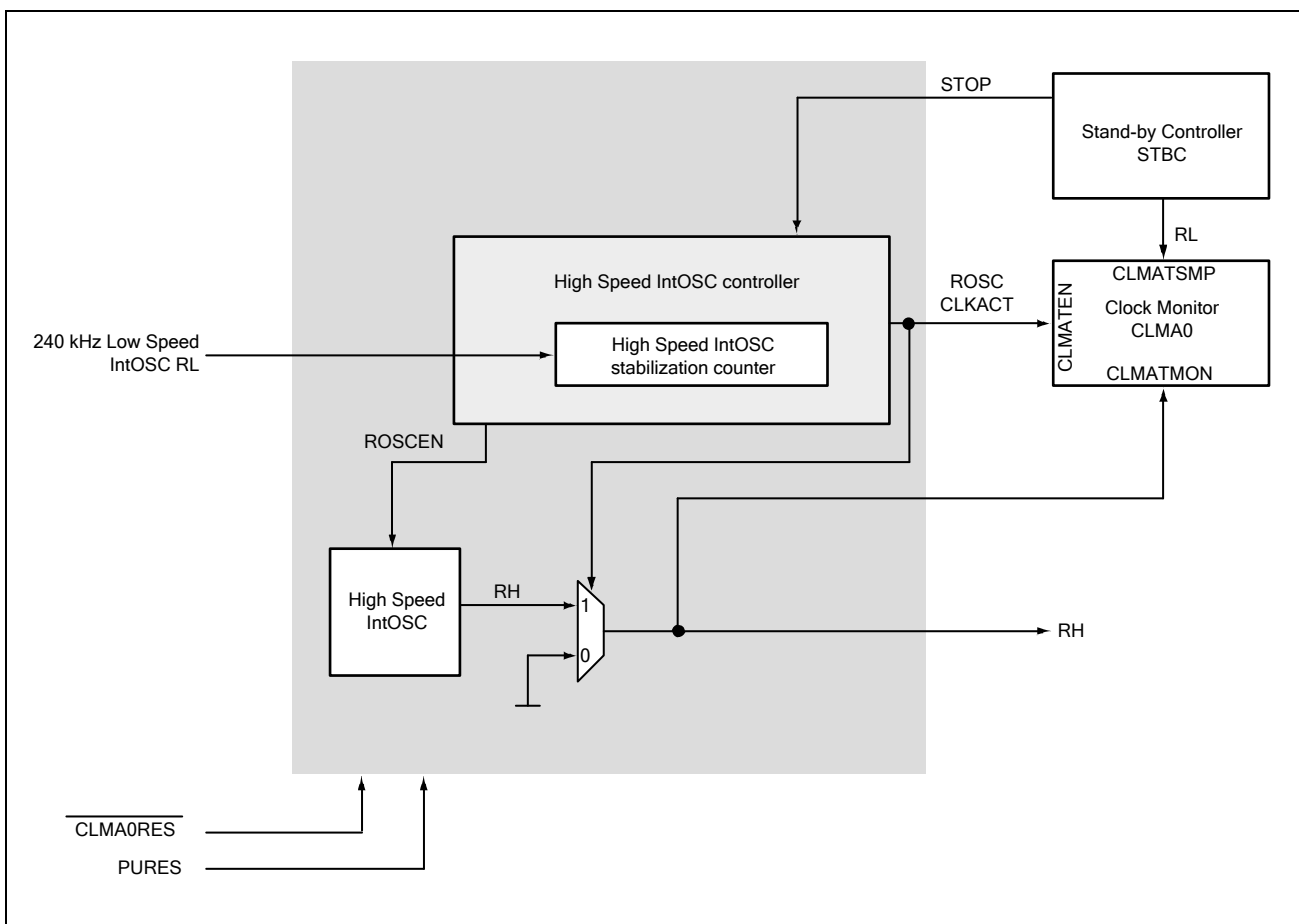 STOP
Stand-by Controller
STBC
RL
High Speed IntOSC controller
ROSC
CLKACT
CLMATEN
CLMATSMP
Clock Monitor
CLMA0
CLMATMON
240 kHz Low Speed
IntOSC RL
High Speed IntOSC
stabilization counter
ROSCEN
High Speed
IntOSC
RH
1
0
RH
CLMA0RES
PURES